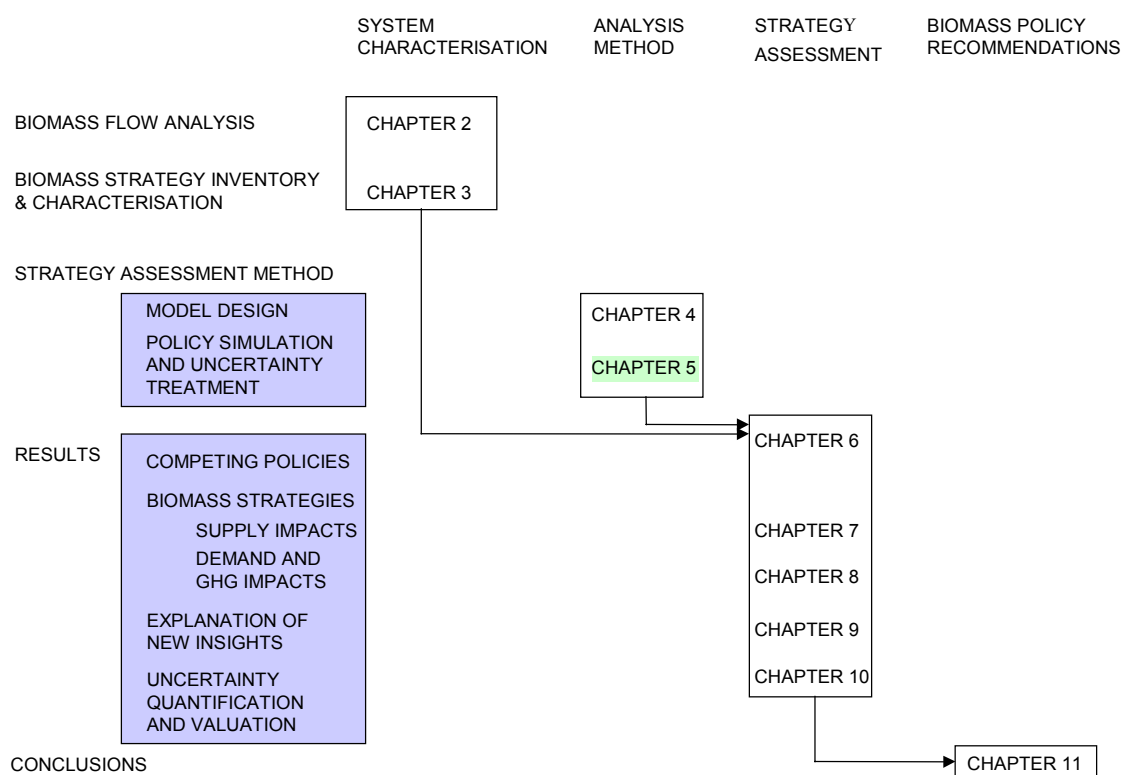 SYSTEM
CHARACTERISATION
ANALYSIS
METHOD
STRATEGY
ASSESSMENT
BIOMASS POLICY
RECOMMENDATIONS
BIOMASS FLOW ANALYSIS
CHAPTER 2
BIOMASS STRATEGY INVENTORY
& CHARACTERISATION
CHAPTER 3
STRATEGY ASSESSMENT METHOD
MODEL DESIGN
CHAPTER 4
POLICY SIMULATION
AND UNCERTAINTY
TREATMENT
CHAPTER 5
RESULTS
COMPETING POLICIES
CHAPTER 6
BIOMASS STRATEGIES
SUPPLY IMPACTS
CHAPTER 7
DEMAND AND
GHG IMPACTS
CHAPTER 8
EXPLANATION OF
NEW INSIGHTS
CHAPTER 9
UNCERTAINTY
QUANTIFICATION
AND VALUATION
CHAPTER 10
CONCLUSIONS
CHAPTER 11